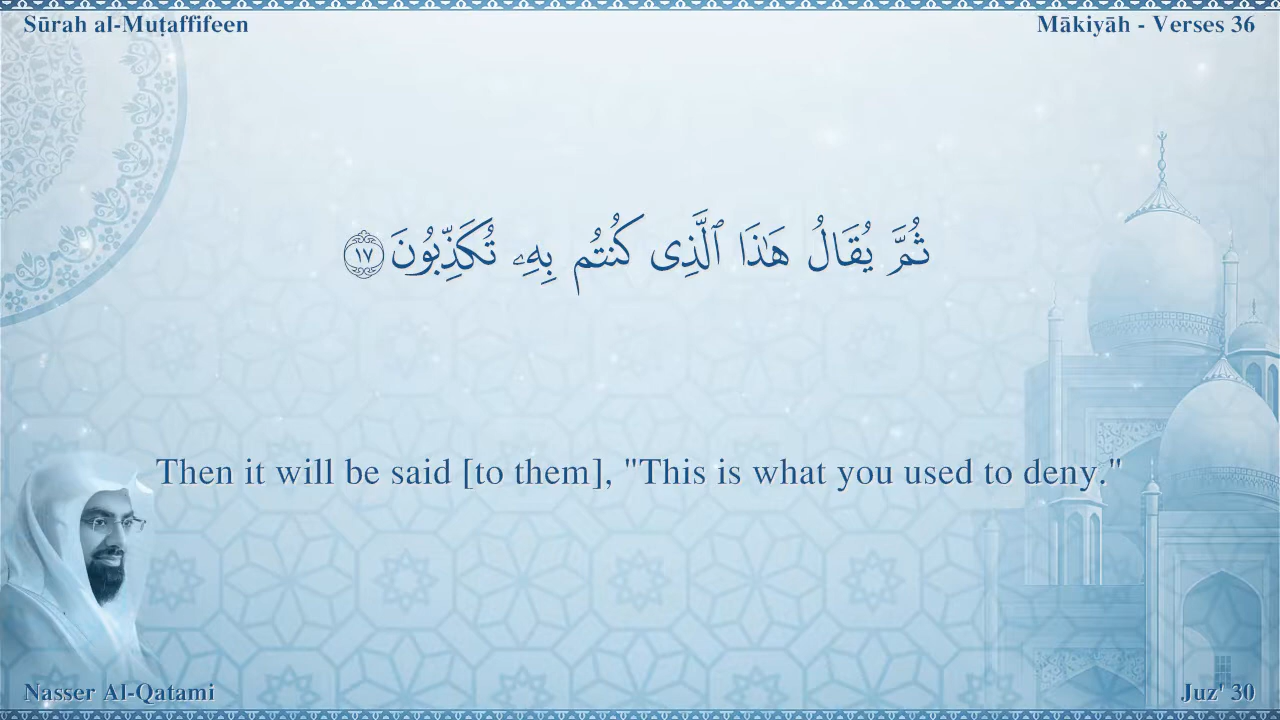 Sūrah al-Muṭaffifeen
Mākiyāh - Verses 36
ثُمَّ يُقَالُ هَٰذَا ٱلَّذِى كُنتُم بِهِۦ تُكَذِّبُونَ ١٧
Then it will be said [to them], "This is what you used to deny."
Nasser Al-Qatami
Juz' 30